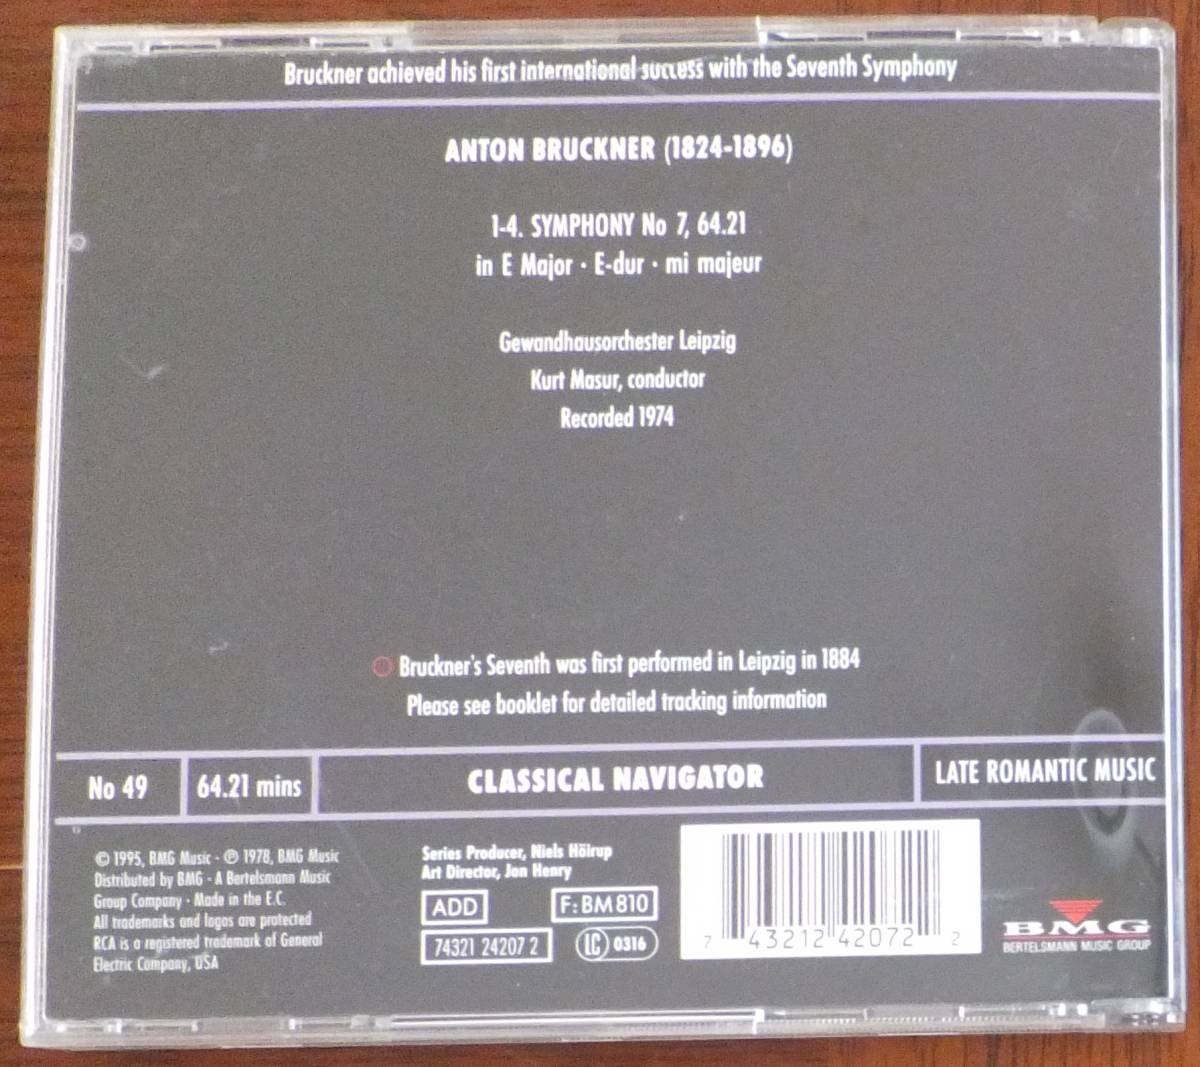 Bruckner achieved his first international success with the Seventh Symphony
ANTON BRUCKNER (1824-1896)
1-4. SYMPHONY No 7, 64.21
in E Major · E-dur · mi majeur
Gewandhausorchester Leipzig
Kurt Masur, conductor
Recorded 1974
Bruckner's Seventh was first performed in Leipzig in 1884
Please see booklet for detailed tracking information
No 49
64.21 mins
CLASSICAL NAVIGATOR
LATE ROMANTIC MUSIC
© 1995, BMG Music · ℗ 1978, BMG Music
Distributed by BMG · A Bertelsmann Music
Group Company · Made in the E.C.
All trademarks and logos are protected
RCA is a registered trademark of General
Electric Company, USA
Series Producer, Niels Höirup
Art Director, Jon Henry
ADD
F: BM 810
74321 24207 2
LC 0316
7 43212 42072 2
BMG
BERTELSMANN MUSIC GROUP